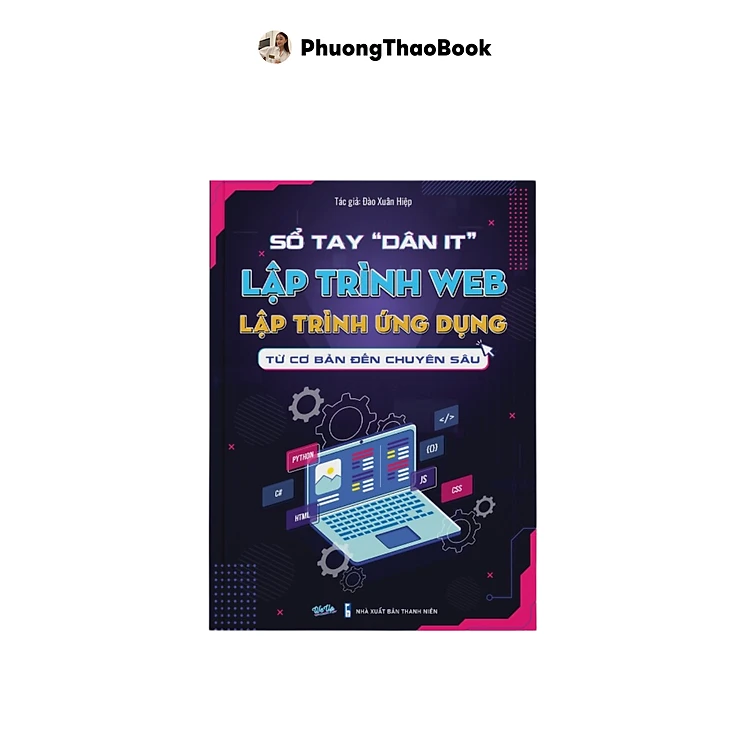 PhuongThaoBook
Tác giả: Đào Xuân Hiệp
SỔ TAY “DÂN IT”
LẬP TRÌNH WEB
LẬP TRÌNH ỨNG DỤNG
TỪ CƠ BẢN ĐẾN CHUYÊN SÂU
</>
PYTHON
{()}
C#
JS
CSS
HTML
NHÀ XUẤT BẢN THANH NIÊN